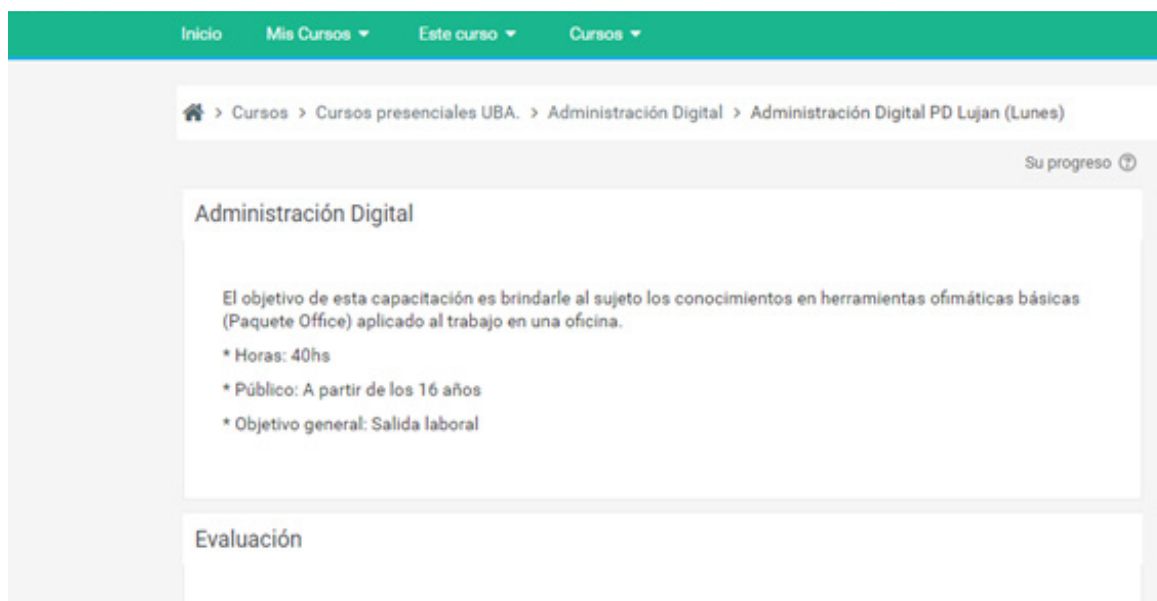 Inicio Mis Cursos Este curso Cursos
> Cursos > Cursos presenciales UBA. > Administración Digital > Administración Digital PD Lujan (Lunes)
Su progreso
Administración Digital
El objetivo de esta capacitación es brindarle al sujeto los conocimientos en herramientas ofimáticas básicas
(Paquete Office) aplicado al trabajo en una oficina.
* Horas: 40hs
* Público: A partir de los 16 años
* Objetivo general: Salida laboral
Evaluación